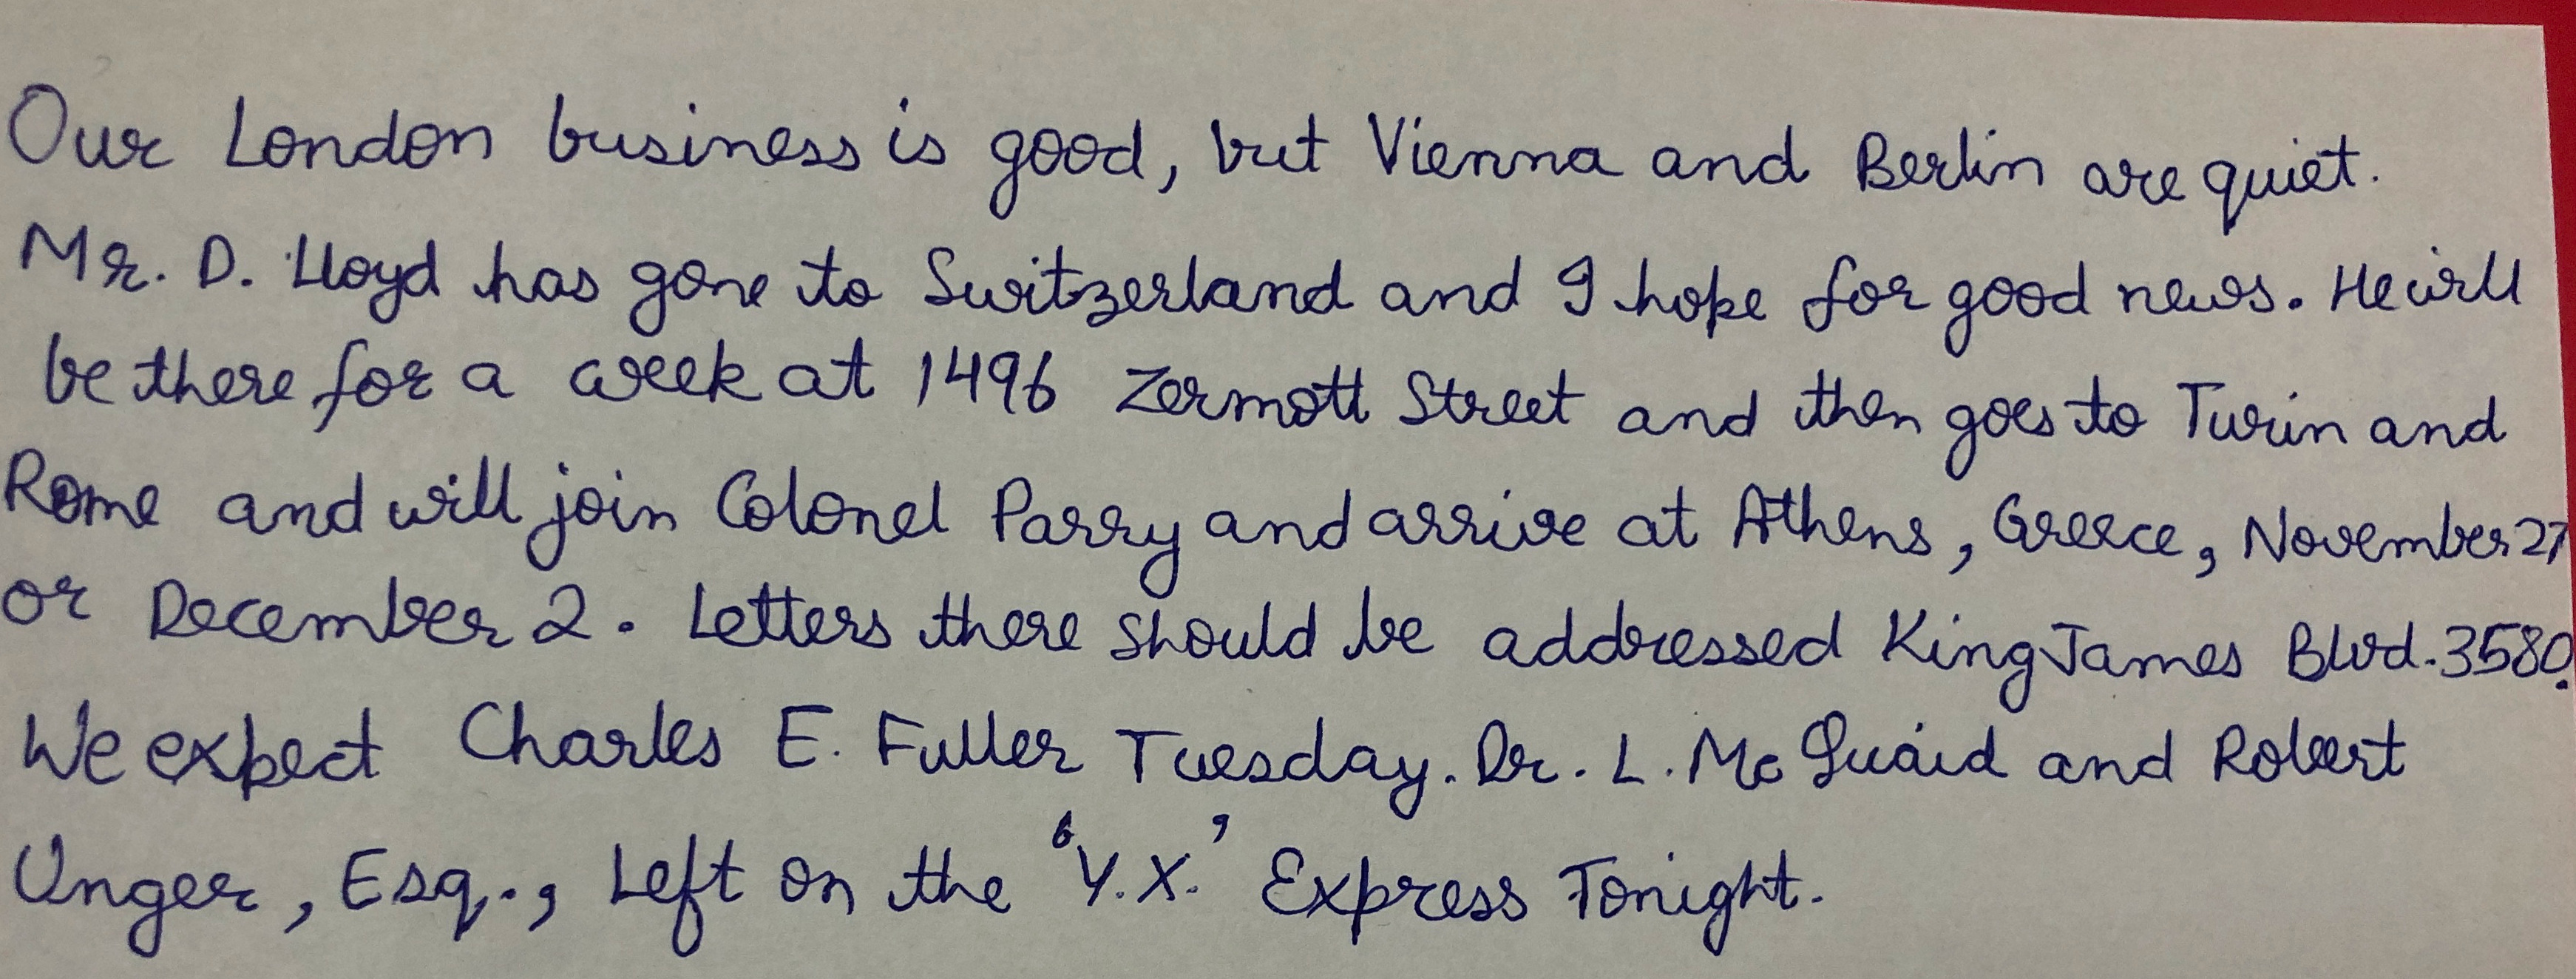 Our London business is good, but Vienna and Berlin are quiet.
Mr. D. Lloyd has gone to Switzerland and I hope for good news. He will
be there for a week at 1496 Zermott Street and then goes to Turin and
Rome and will join Colonel Parry and arrive at Athens, Greece, November 27
or December 2. Letters there should be addressed King James Blvd. 3580.
We expect Charles E. Fuller Tuesday. Dr. L. Mc Quaid and Robert
Unger, Esq., Left on the 'Y.X.' Express Tonight.